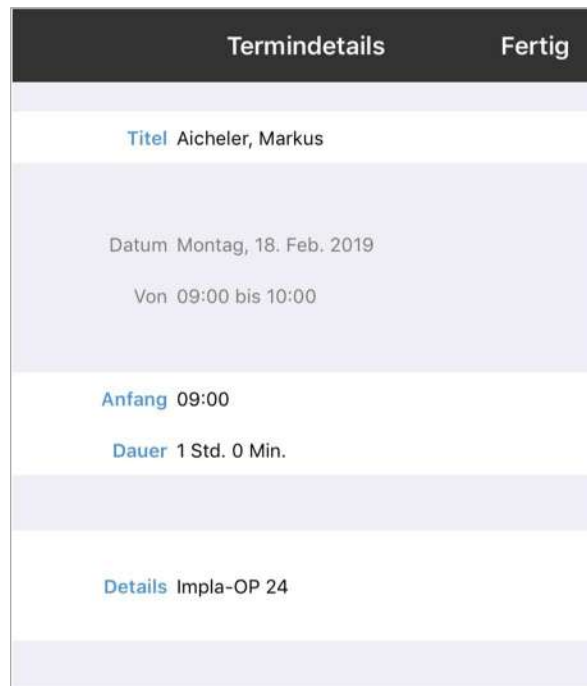 Termindetails Fertig
Titel Aicheler, Markus
Datum Montag, 18. Feb. 2019
Von 09:00 bis 10:00
Anfang 09:00
Dauer 1 Std. 0 Min.
Details Impla-OP 24